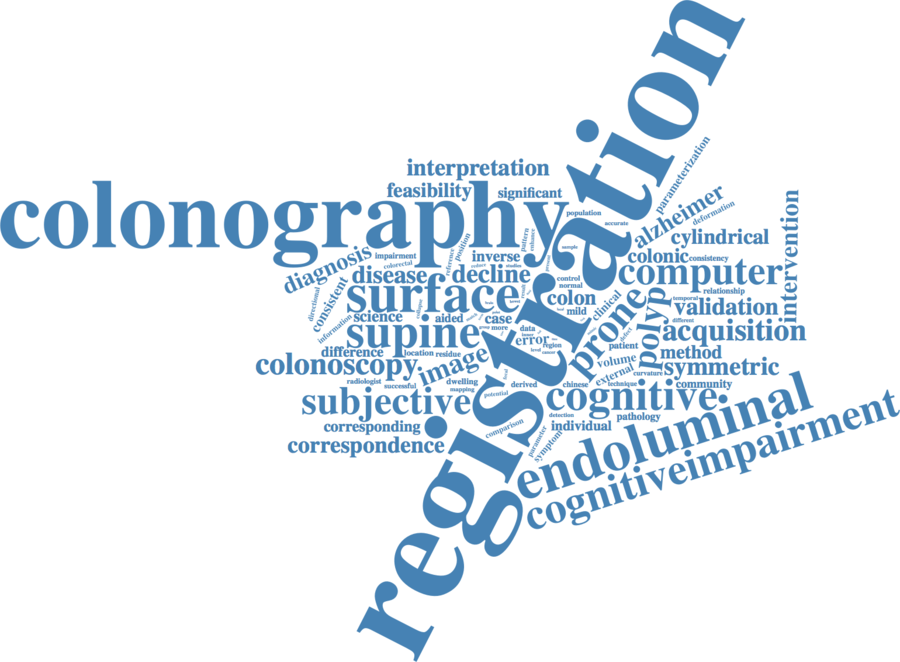 registration
colonography
interpretation
feasibility
significant
parameterization
population
accurate
alzheimer
deformation
cylindrical
intervention
diagnosis
impairment
colorectal
position
reference
pattern
inverse
colonic
consistency
disease
decline
computer
directional
consistent
surface
control
normal
colon
mild
clinical
relationship
temporal
validation
information
science
aided
case
supine
group
more
data
error
region
prone
polyp
different
acquisition
difference
location
residue
patient
method
colonoscopy
image
volume
external
curvature
symmetric
radiologist
successful
dwelling
mapping
derived
chinese
technique
community
potential
subjective
cognitive
detection
pathology
corresponding
comparison
individual
parameter
symptom
correspondence
endoluminal
cognitiveimpairment